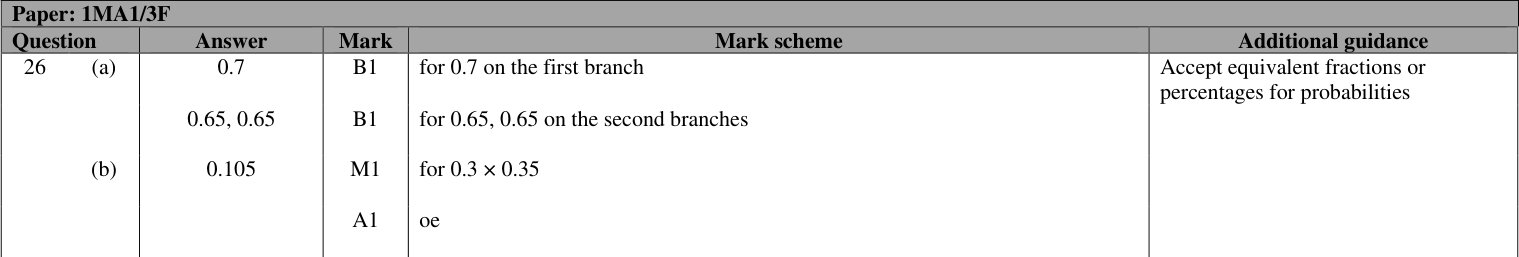 Paper: 1MA1/3F
Question Answer Mark Mark scheme Additional guidance
26 (a) 0.7 B1 for 0.7 on the first branch Accept equivalent fractions or
percentages for probabilities
0.65, 0.65 B1 for 0.65, 0.65 on the second branches
(b) 0.105 M1 for 0.3 × 0.35
A1 oe